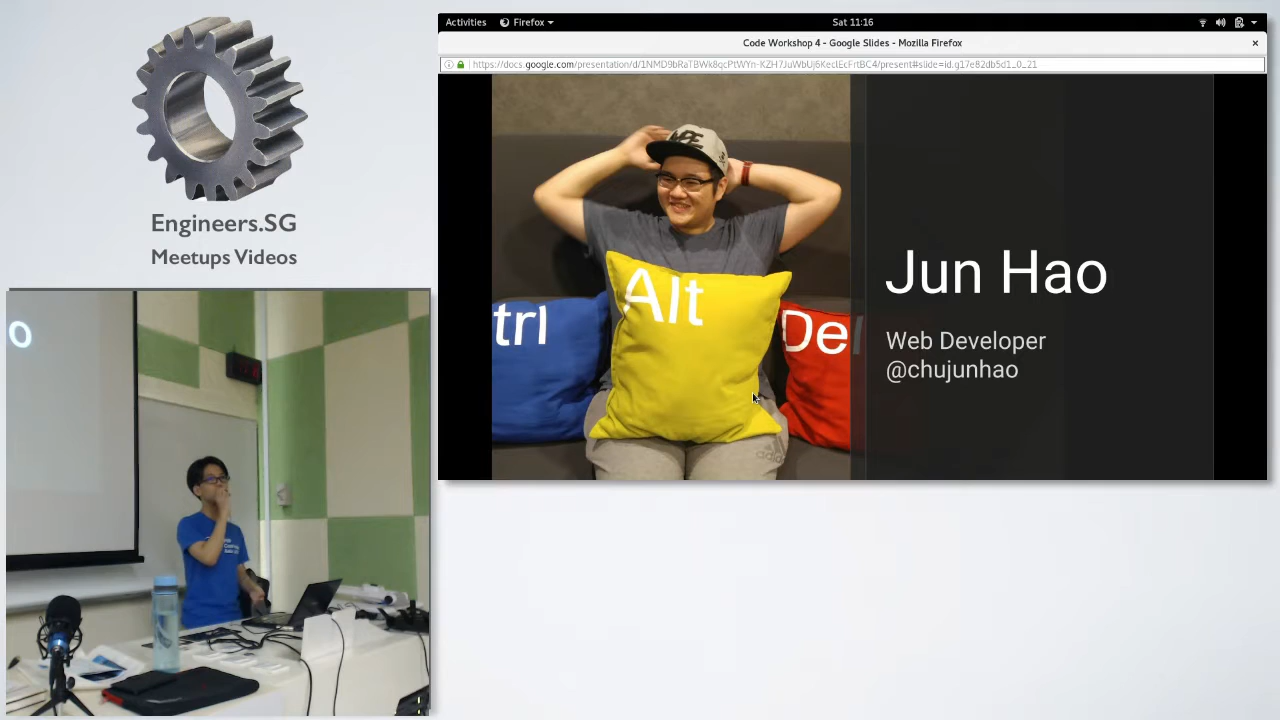 Engineers.SG
Meetups Videos
Activities Firefox Sat 11:16
Code Workshop 4 - Google Slides - Mozilla Firefox
trl
Alt
Del
Jun Hao
Web Developer
@chujunhao
o